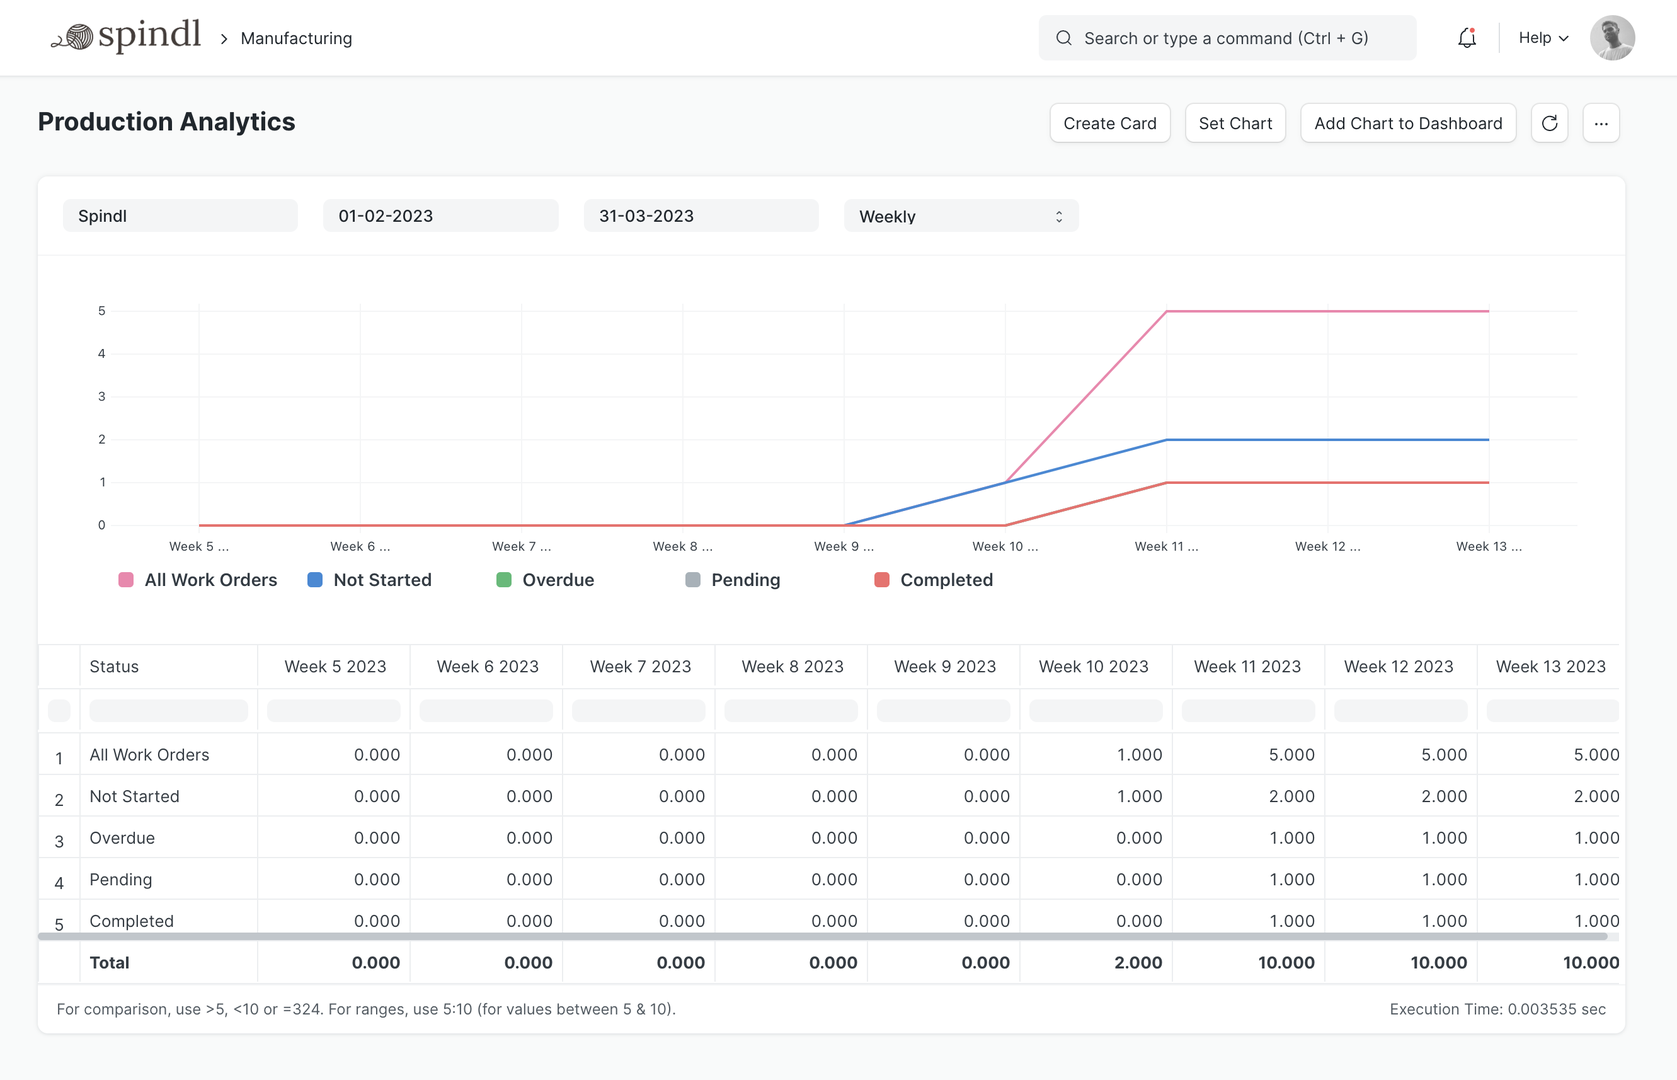 spindl
Manufacturing
Search or type a command (Ctrl + G)
Help
Production Analytics
Create Card
Set Chart
Add Chart to Dashboard
...
Spindl
01-02-2023
31-03-2023
Weekly
5
4
3
2
1
0
Week 5 ... Week 6 ... Week 7 ... Week 8 ... Week 9 ... Week 10 ... Week 11 ... Week 12 ... Week 13 ...
All Work Orders Not Started Overdue Pending Completed
Status Week 5 2023 Week 6 2023 Week 7 2023 Week 8 2023 Week 9 2023 Week 10 2023 Week 11 2023 Week 12 2023 Week 13 2023
1 All Work Orders 0.000 0.000 0.000 0.000 0.000 1.000 5.000 5.000 5.000
2 Not Started 0.000 0.000 0.000 0.000 0.000 1.000 2.000 2.000 2.000
3 Overdue 0.000 0.000 0.000 0.000 0.000 0.000 1.000 1.000 1.000
4 Pending 0.000 0.000 0.000 0.000 0.000 0.000 1.000 1.000 1.000
5 Completed 0.000 0.000 0.000 0.000 0.000 0.000 1.000 1.000 1.000
Total 0.000 0.000 0.000 0.000 0.000 2.000 10.000 10.000 10.000
For comparison, use >5, <10 or =324. For ranges, use 5:10 (for values between 5 & 10).
Execution Time: 0.003535 sec